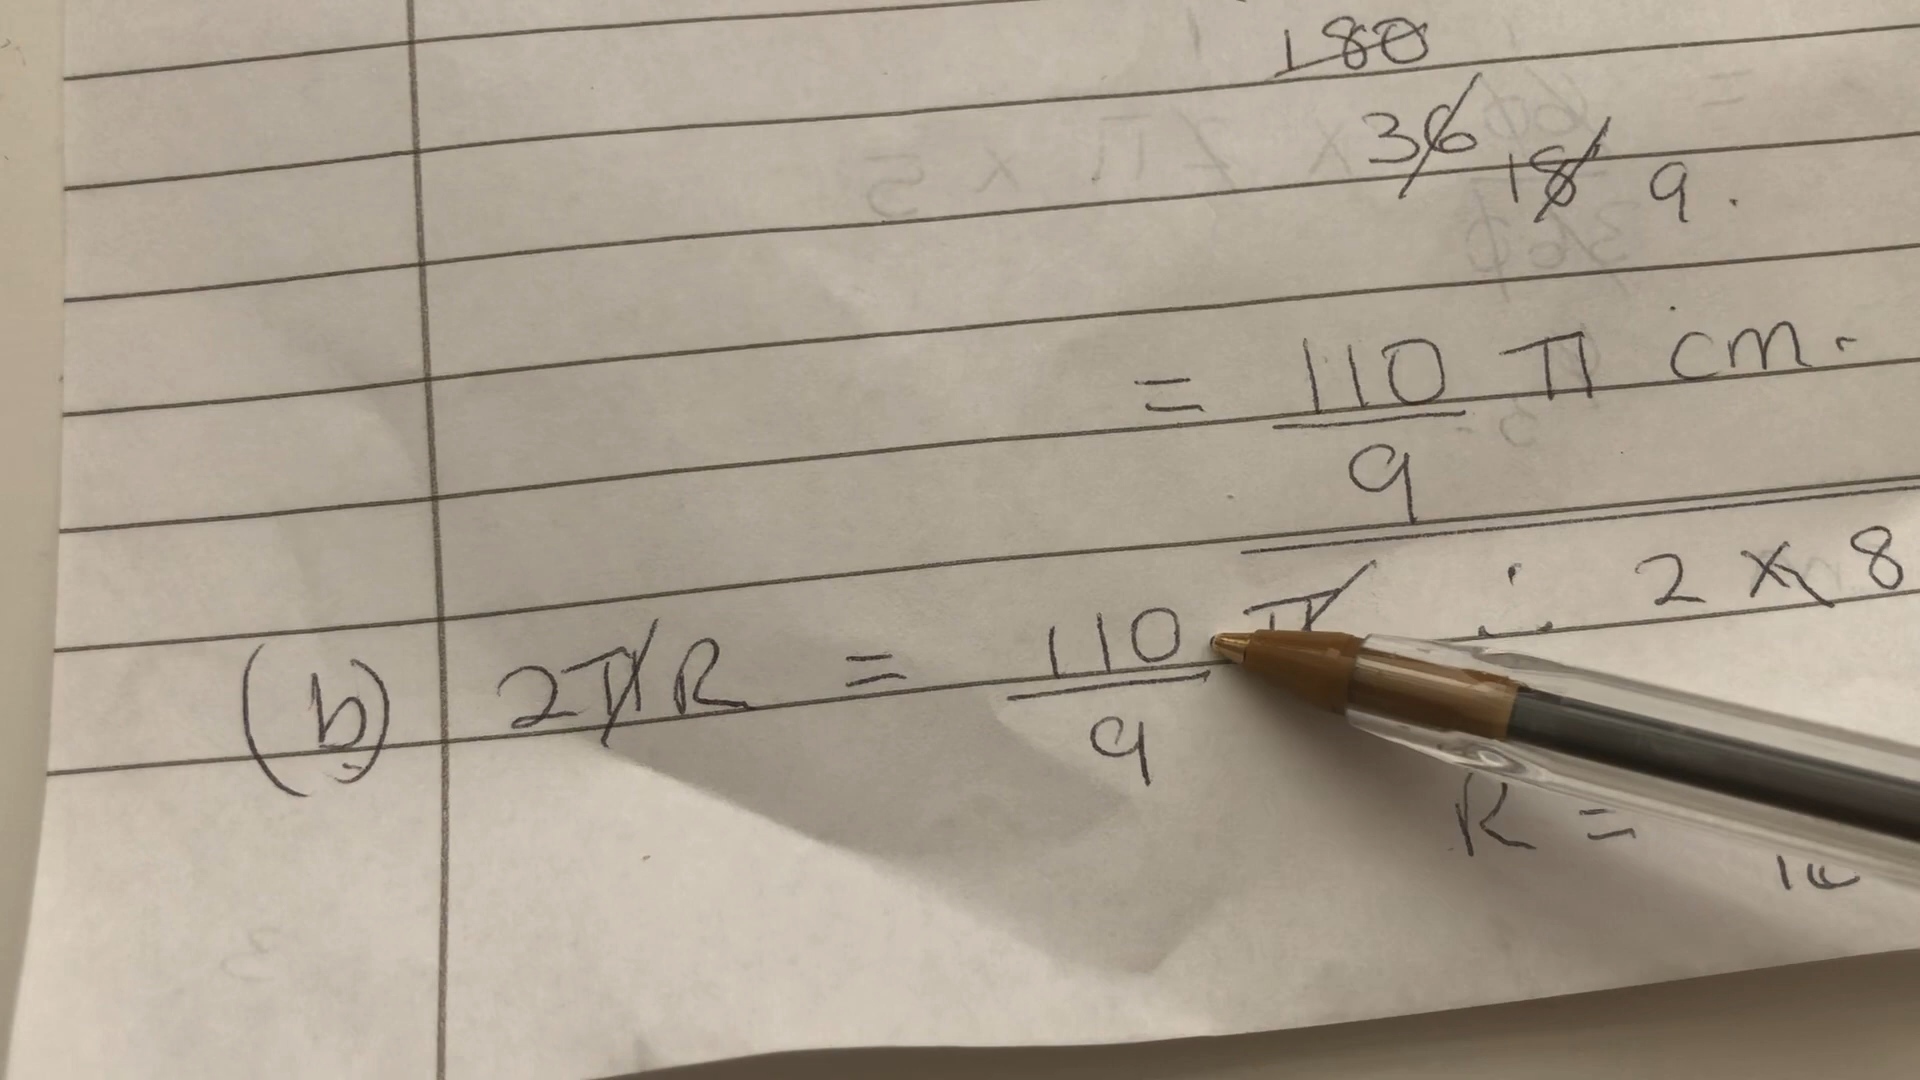 180
36 18 9.
= 110 π cm.
9
(b) 2πR = 110 π ∴ 2 × 8
9
R =